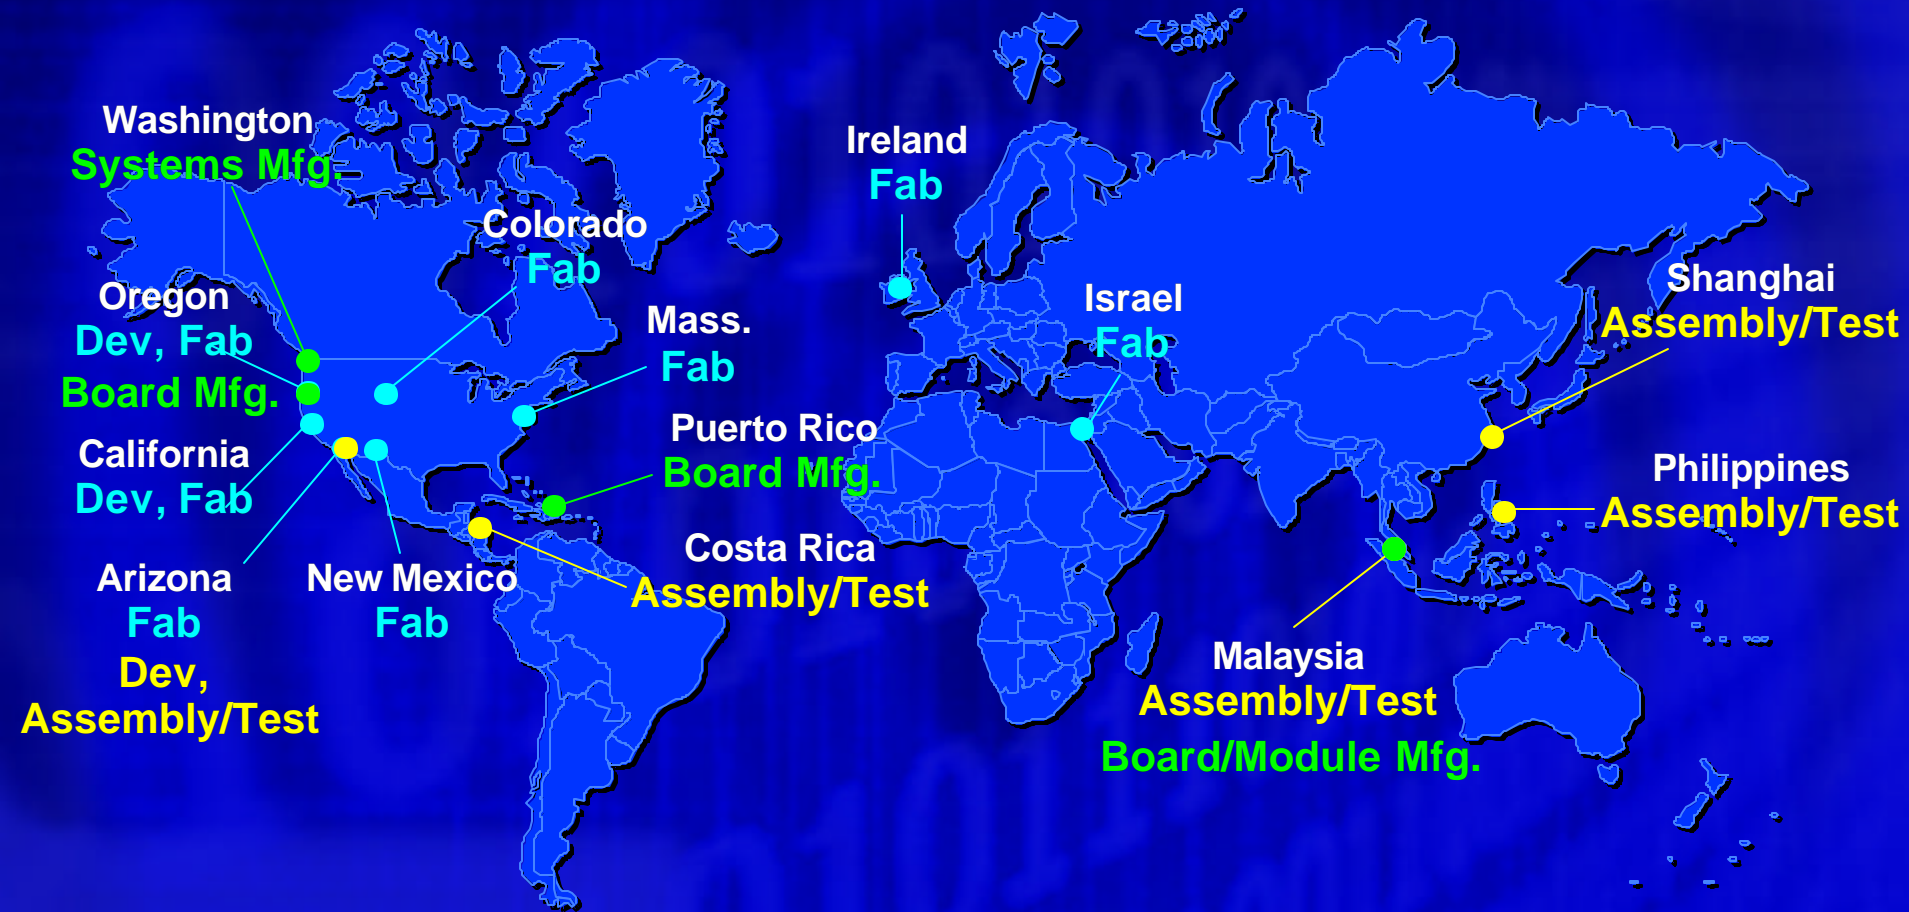 Washington
Systems Mfg.
Oregon
Dev, Fab
Board Mfg.
California
Dev, Fab
Arizona
Fab
Dev,
Assembly/Test
New Mexico
Fab
Colorado
Fab
Mass.
Fab
Puerto Rico
Board Mfg.
Costa Rica
Assembly/Test
Ireland
Fab
Israel
Fab
Shanghai
Assembly/Test
Philippines
Assembly/Test
Malaysia
Assembly/Test
Board/Module Mfg.